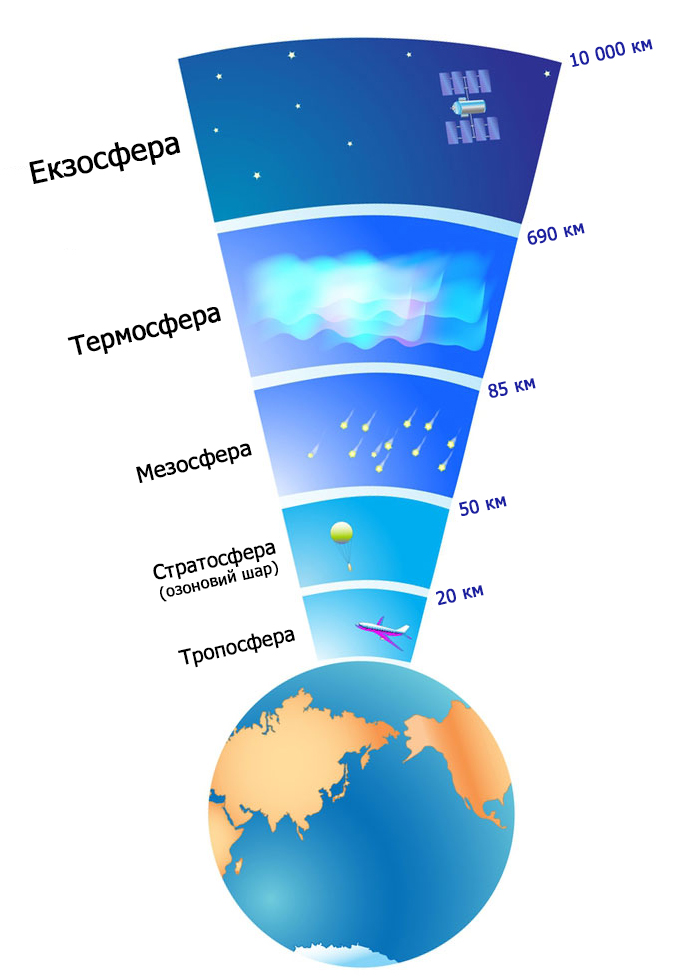 10 000 км
Екзосфера
690 км
Термосфера
85 км
Мезосфера
50 км
Стратосфера
(озоновий шар)
20 км
Тропосфера